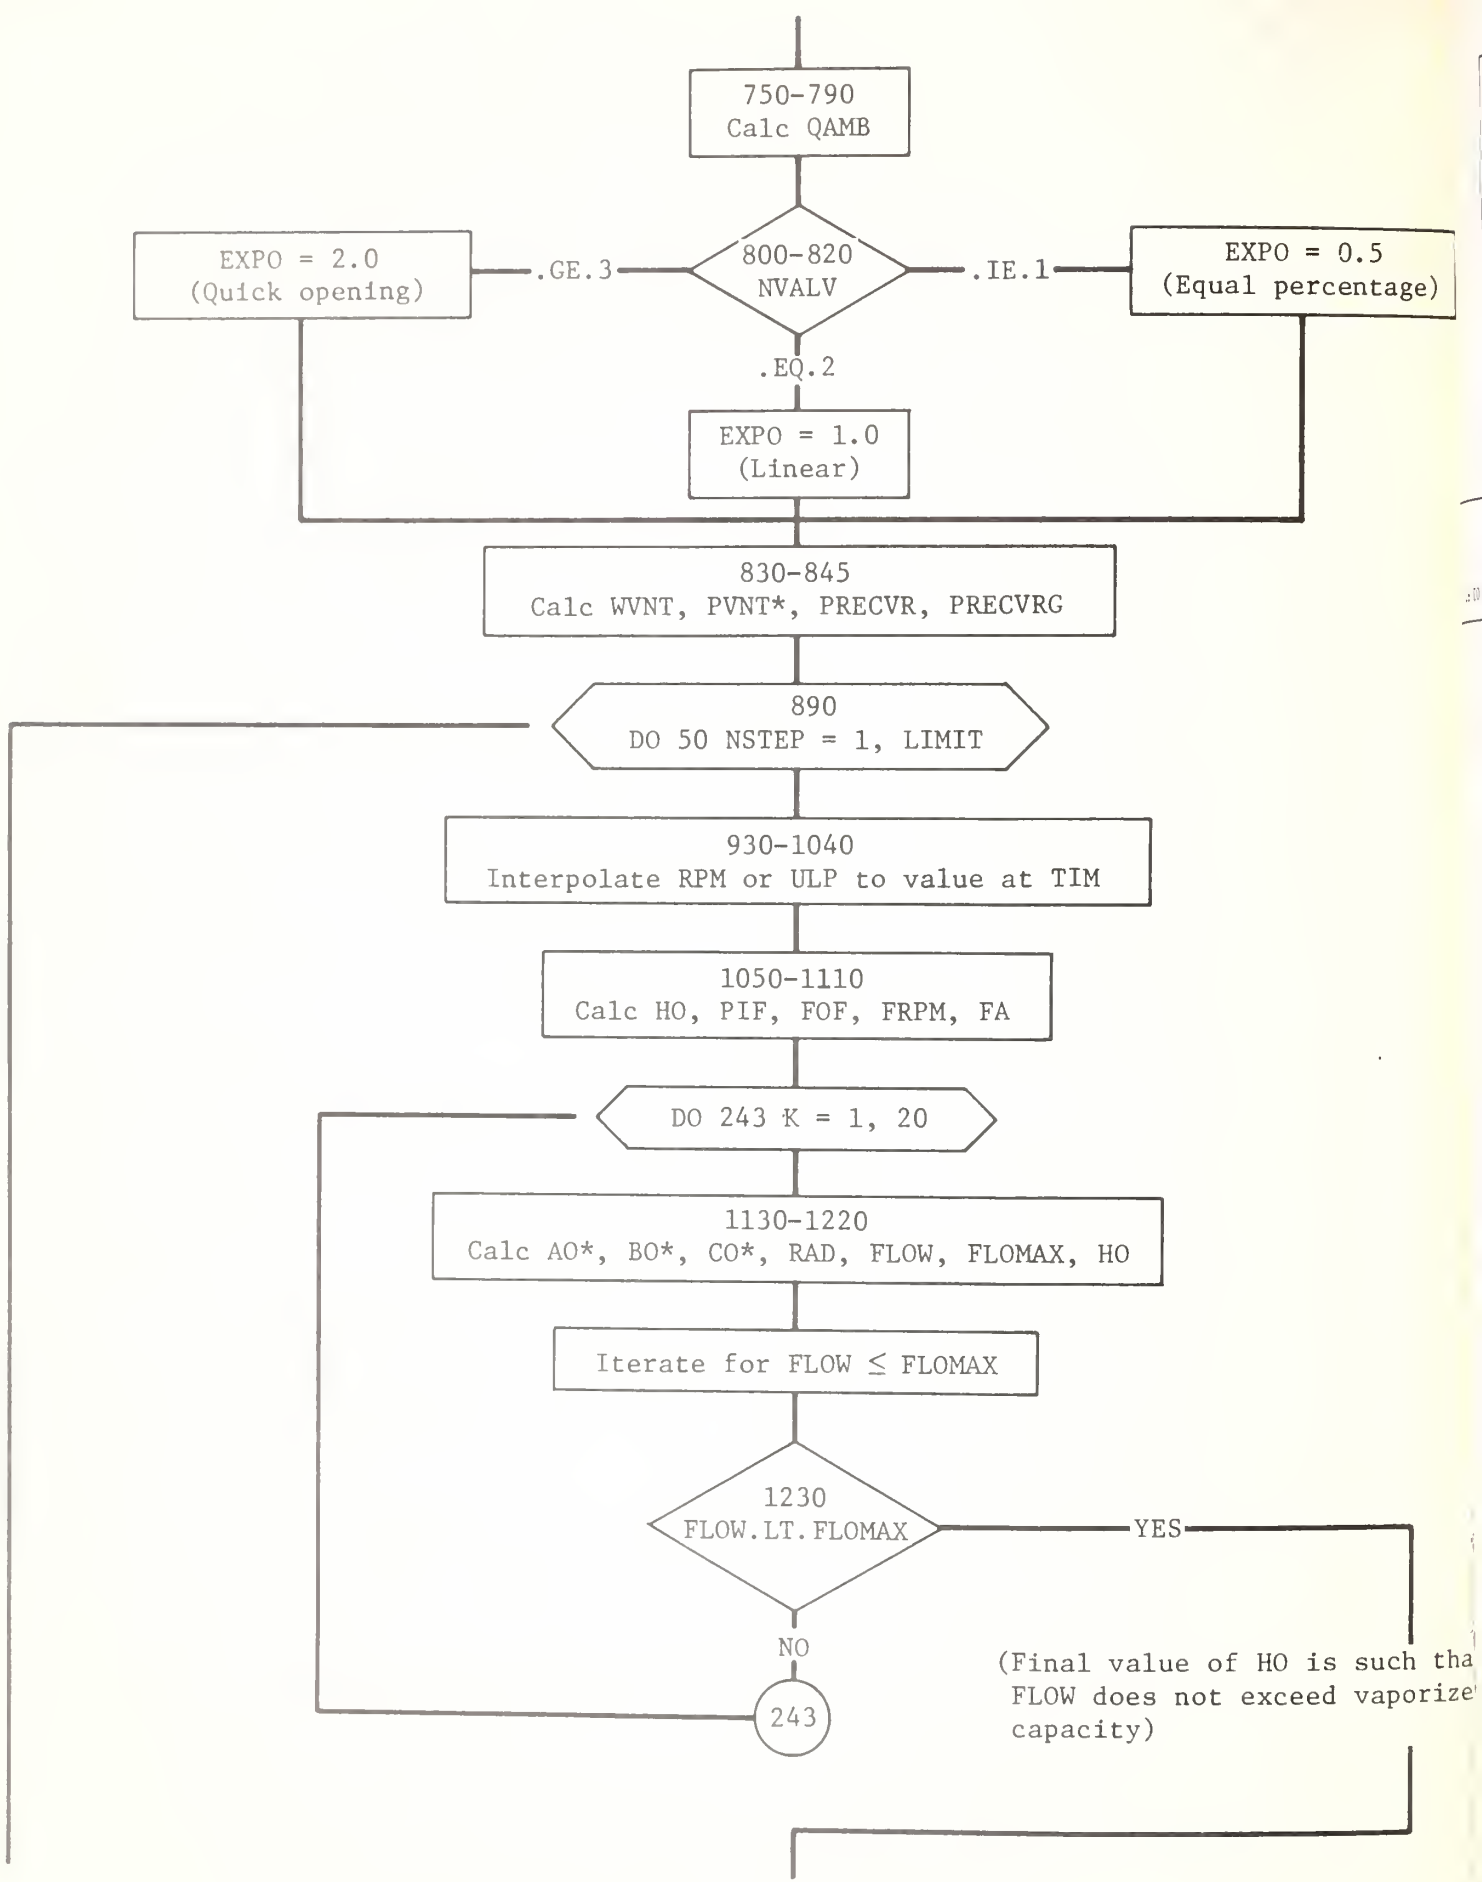 750-790
Calc QAMB
EXPO = 2.0
(Quick opening)
.GE.3
800-820
NVALV
.IE.1
EXPO = 0.5
(Equal percentage)
.EQ.2
EXPO = 1.0
(Linear)
830-845
Calc WVNT, PVNT*, PRECVR, PRECVRG
890
DO 50 NSTEP = 1, LIMIT
930-1040
Interpolate RPM or ULP to value at TIM
1050-1110
Calc HO, PIF, FOF, FRPM, FA
DO 243 K = 1, 20
1130-1220
Calc AO*, BO*, CO*, RAD, FLOW, FLOMAX, HO
Iterate for FLOW ≤ FLOMAX
1230
FLOW.LT.FLOMAX
YES
NO
243
(Final value of HO is such tha
FLOW does not exceed vaporize
capacity)